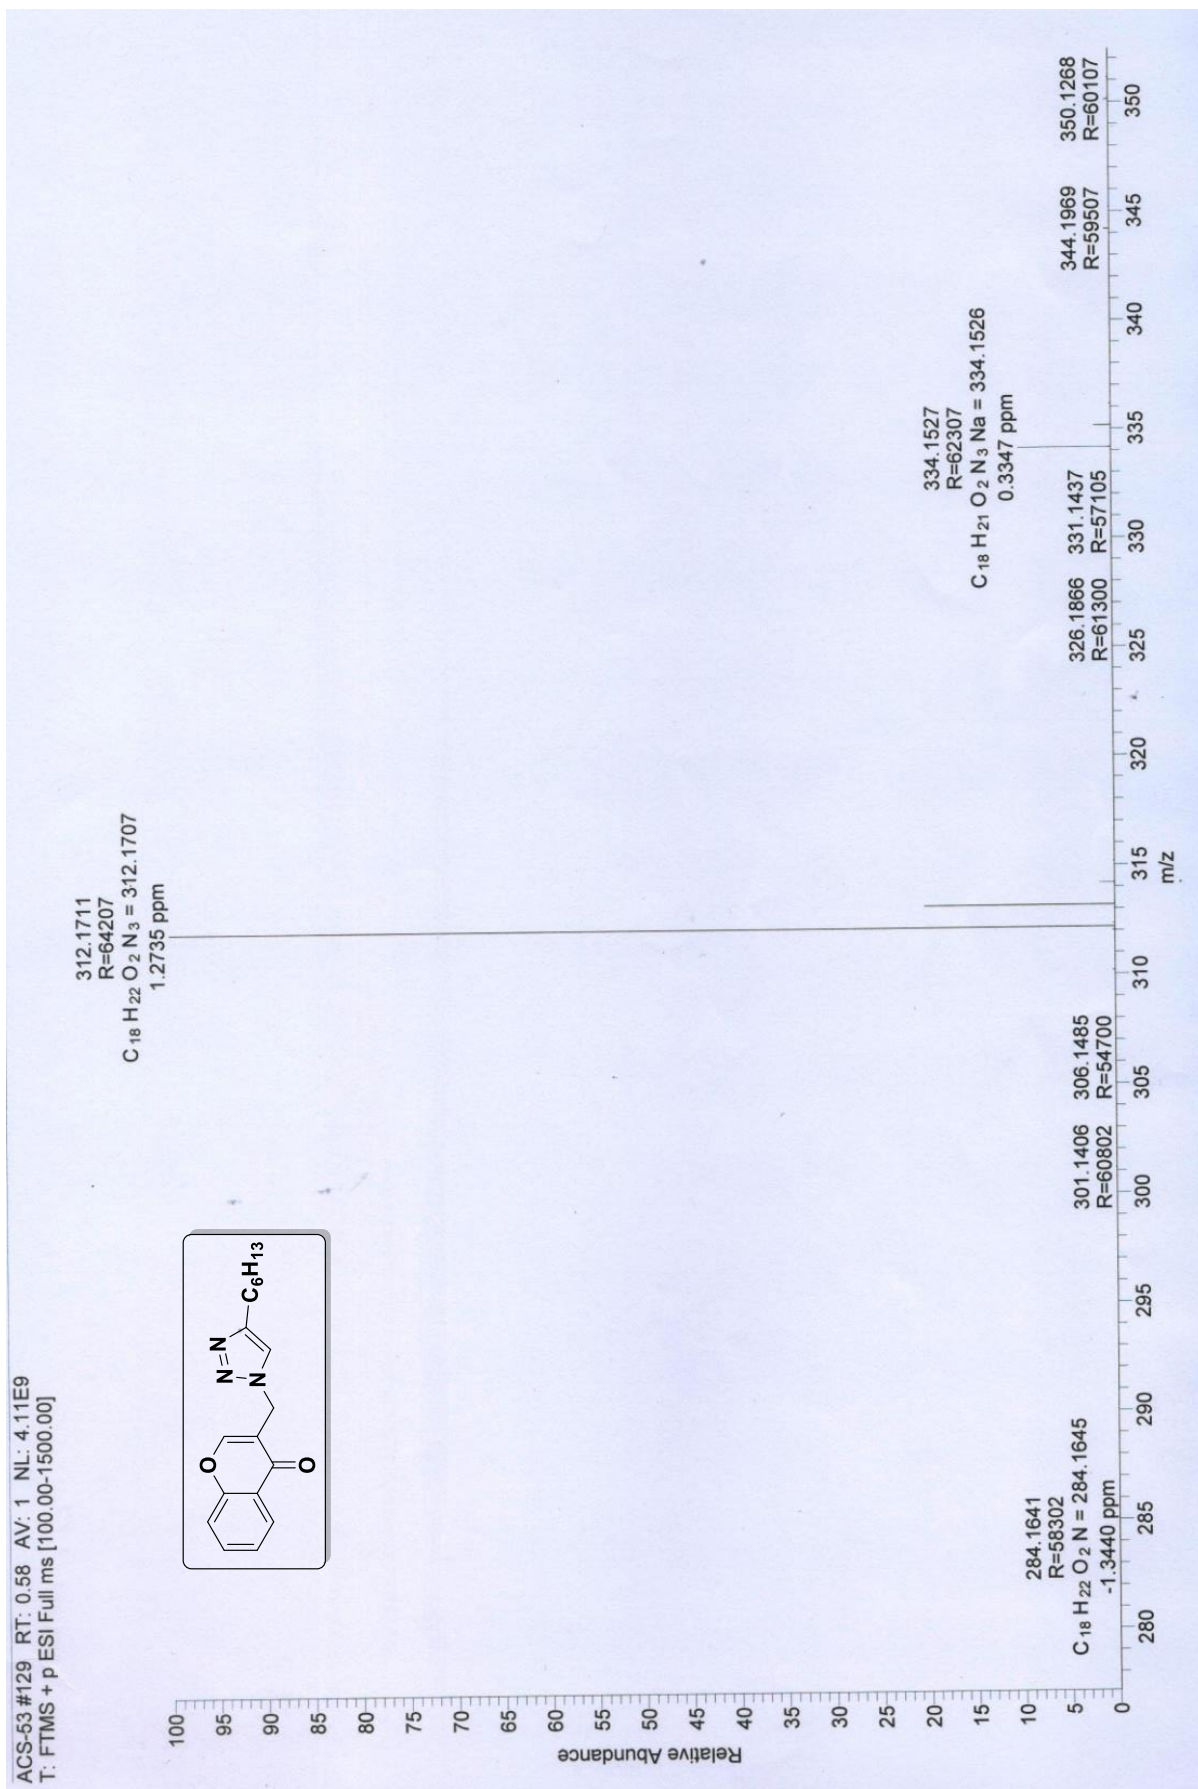 ACS-53 #129 RT: 0.58 AV: 1 NL: 4.11E9
T: FTMS + p ESI Full ms [100.00-1500.00]
312.1711
R=64207
C18 H22 O2 N3 = 312.1707
1.2735 ppm
O
O
N
N
N
C6H13
334.1527
R=62307
C18 H21 O2 N3 Na = 334.1526
0.3347 ppm
284.1641
R=58302
C18 H22 O2 N = 284.1645
-1.3440 ppm
301.1406
R=60802
306.1485
R=54700
326.1866
R=61300
331.1437
R=57105
344.1969
R=59507
350.1268
R=60107
Relative Abundance
100
95
90
85
80
75
70
65
60
55
50
45
40
35
30
25
20
15
10
5
0
280
285
290
295
300
305
310
315
320
325
330
335
340
345
350
m/z